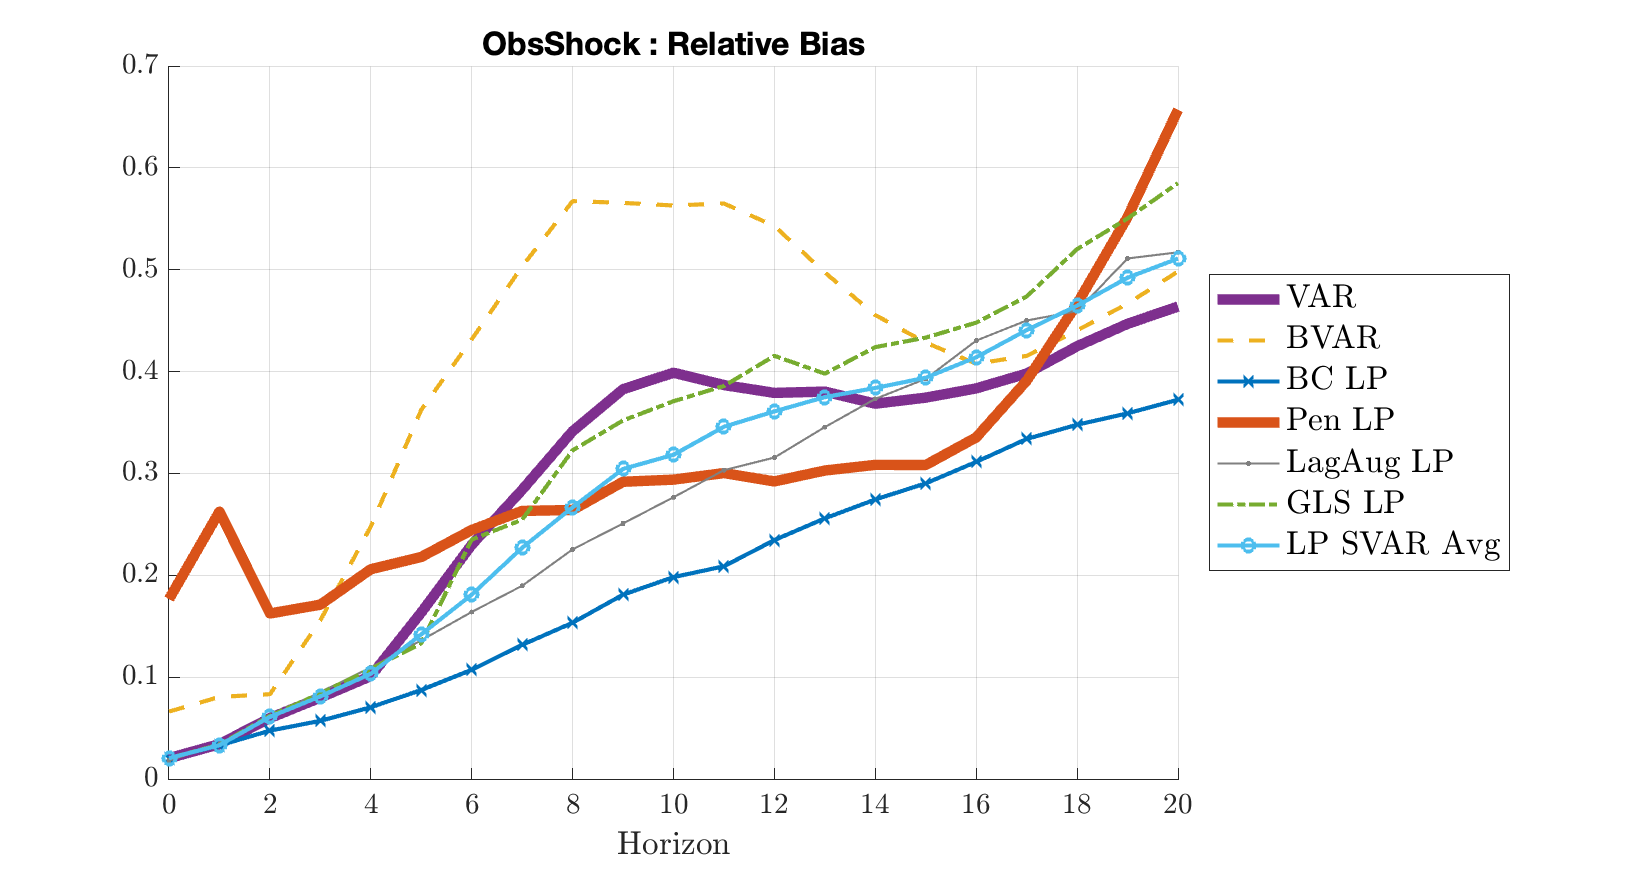 ObsShock : Relative Bias
0.7
0.6
0.5
0.4
0.3
0.2
0.1
0
0 2 4 6 8 10 12 14 16 18 20
Horizon
VAR
BVAR
BC LP
Pen LP
LagAug LP
GLS LP
LP SVAR Avg